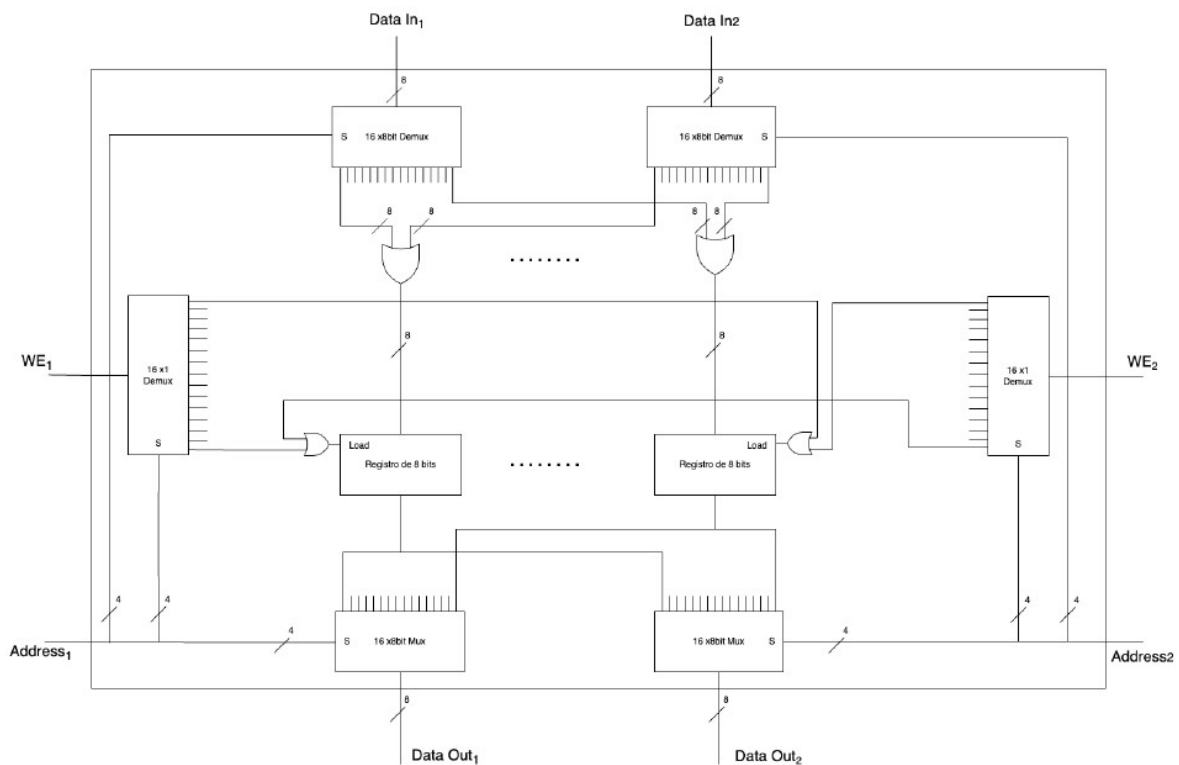 Data In1
Data In2
8
8
S
16 x8bit Demux
16 x8bit Demux
S
8
8
8
8
8
8
WE1
16 x1
Demux
S
WE2
16 x1
Demux
S
Load
Registro de 8 bits
Load
Registro de 8 bits
4
4
4
4
Address1
4
S
16 x8bit Mux
16 x8bit Mux
S
4
Address2
8
8
Data Out1
Data Out2